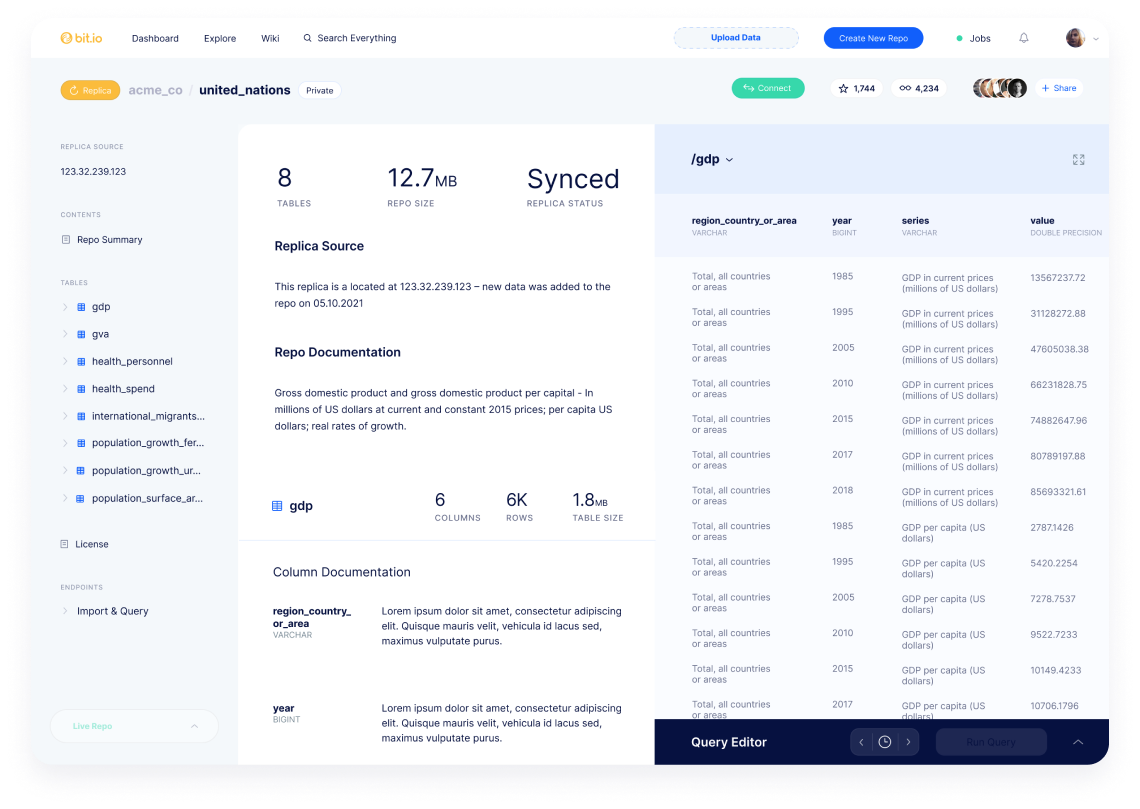 bit.io
Dashboard
Explore
Wiki
Search Everything
Upload Data
Create New Repo
Jobs
Replica
acme_co / united_nations
Private
Connect
1,744
4,234
+ Share
REPLICA SOURCE
123.32.239.123
CONTENTS
Repo Summary
TABLES
gdp
gva
health_personnel
health_spend
international_migrants...
population_growth_fer...
population_growth_ur...
population_surface_ar...
License
ENDPOINTS
Import & Query
Live Repo
8
TABLES
12.7MB
REPO SIZE
Synced
REPLICA STATUS
Replica Source
This replica is a located at 123.32.239.123 – new data was added to the
repo on 05.10.2021
Repo Documentation
Gross domestic product and gross domestic product per capital - In
millions of US dollars at current and constant 2015 prices; per capita US
dollars; real rates of growth.
gdp
6
COLUMNS
6K
ROWS
1.8MB
TABLE SIZE
Column Documentation
region_country_
or_area
VARCHAR
Lorem ipsum dolor sit amet, consectetur adipiscing
elit. Quisque mauris velit, vehicula id lacus sed,
maximus vulputate purus.
year
BIGINT
Lorem ipsum dolor sit amet, consectetur adipiscing
elit. Quisque mauris velit, vehicula id lacus sed,
maximus vulputate purus.
/gdp
region_country_or_area year series value
VARCHAR BIGINT VARCHAR DOUBLE PRECISION
Total, all countries 1985 GDP in current prices 13567237.72
or areas (millions of US dollars)
Total, all countries 1995 GDP in current prices 31128272.88
or areas (millions of US dollars)
Total, all countries 2005 GDP in current prices 47605038.38
or areas (millions of US dollars)
Total, all countries 2010 GDP in current prices 66231828.75
or areas (millions of US dollars)
Total, all countries 2015 GDP in current prices 74882647.96
or areas (millions of US dollars)
Total, all countries 2017 GDP in current prices 80789197.88
or areas (millions of US dollars)
Total, all countries 2018 GDP in current prices 85693321.61
or areas (millions of US dollars)
Total, all countries 1985 GDP per capita (US 2787.1426
or areas dollars)
Total, all countries 1995 GDP per capita (US 5420.2254
or areas dollars)
Total, all countries 2005 GDP per capita (US 7278.7537
or areas dollars)
Total, all countries 2010 GDP per capita (US 9522.7233
or areas dollars)
Total, all countries 2015 GDP per capita (US 10149.4233
or areas dollars)
Total, all countries 2017 GDP per capita (US 10706.1796
or areas dollars)
Query Editor
Run Query